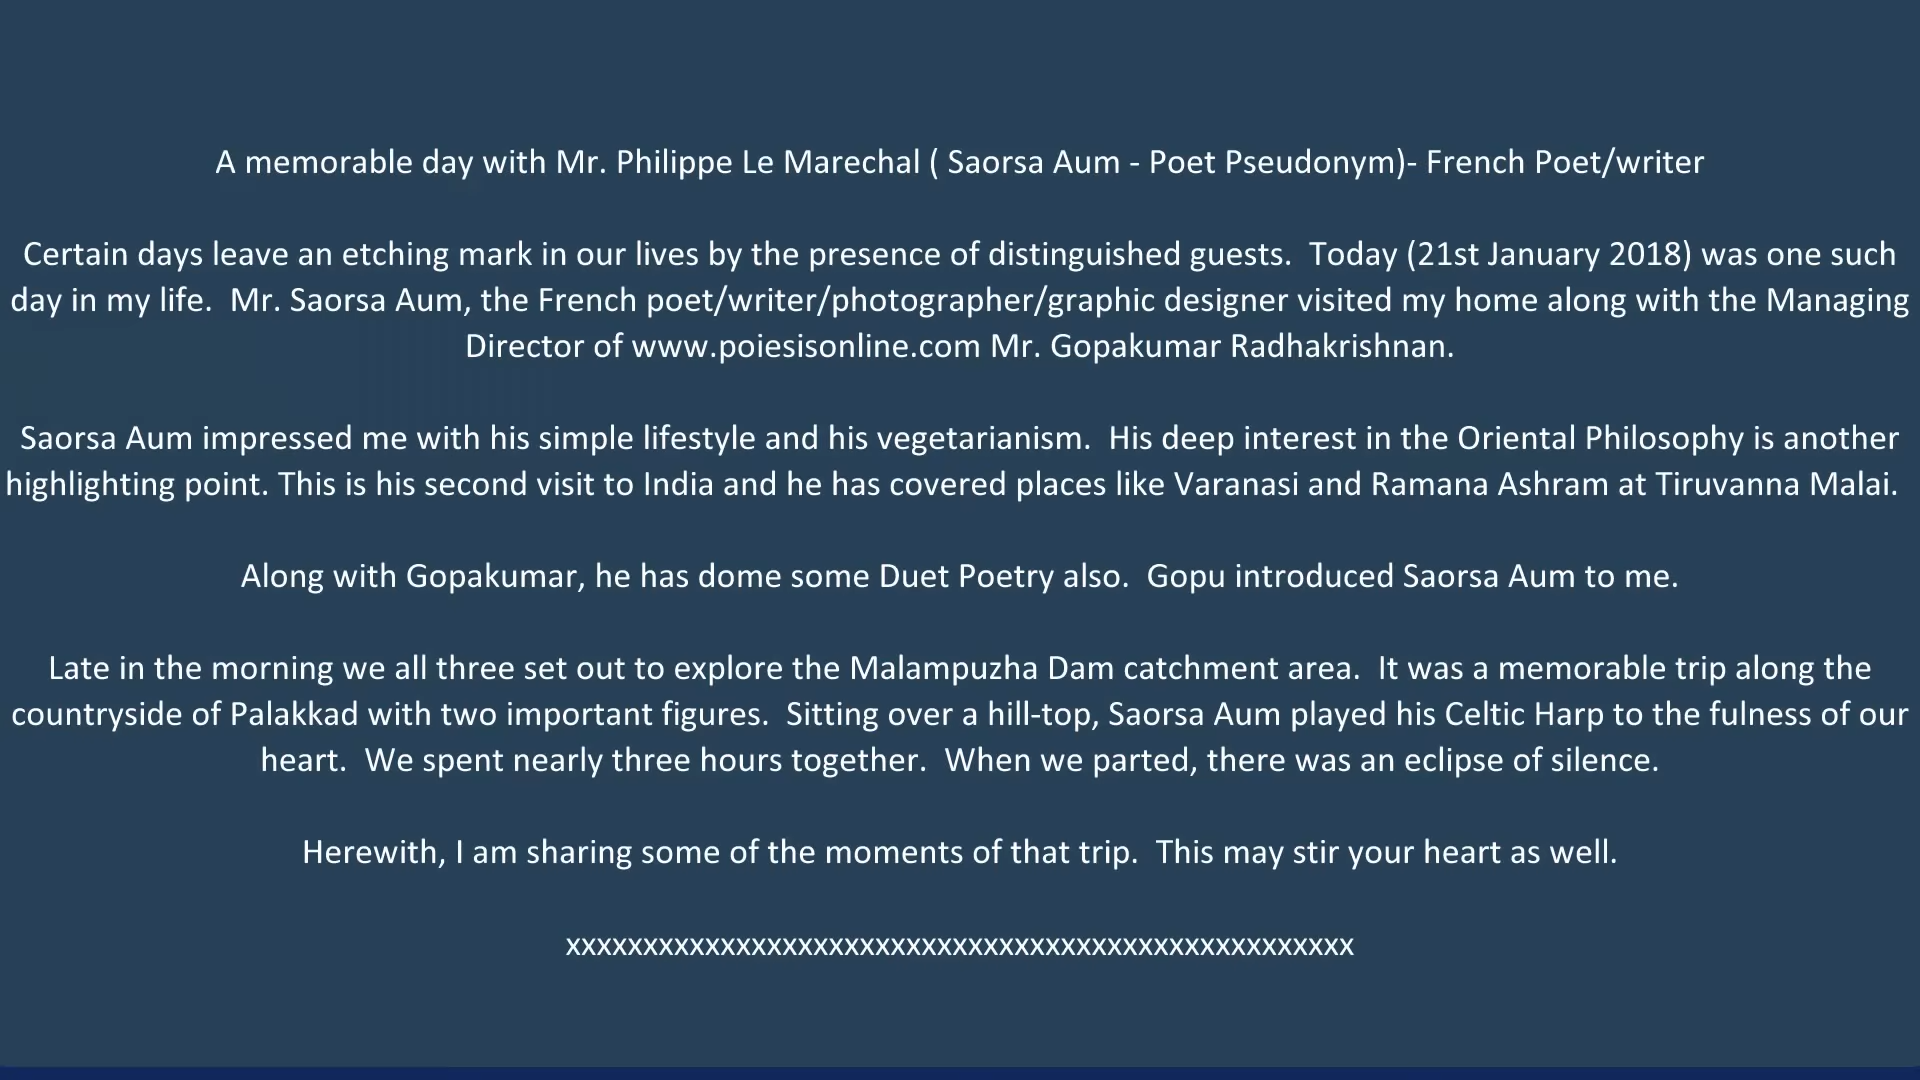 A memorable day with Mr. Philippe Le Marechal ( Saorsa Aum - Poet Pseudonym)- French Poet/writer
Certain days leave an etching mark in our lives by the presence of distinguished guests.  Today (21st January 2018) was one such
day in my life.  Mr. Saorsa Aum, the French poet/writer/photographer/graphic designer visited my home along with the Managing
Director of www.poiesisonline.com Mr. Gopakumar Radhakrishnan.
Saorsa Aum impressed me with his simple lifestyle and his vegetarianism.  His deep interest in the Oriental Philosophy is another
highlighting point. This is his second visit to India and he has covered places like Varanasi and Ramana Ashram at Tiruvanna Malai.
Along with Gopakumar, he has dome some Duet Poetry also.  Gopu introduced Saorsa Aum to me.
Late in the morning we all three set out to explore the Malampuzha Dam catchment area.  It was a memorable trip along the
countryside of Palakkad with two important figures.  Sitting over a hill-top, Saorsa Aum played his Celtic Harp to the fulness of our
heart.  We spent nearly three hours together.  When we parted, there was an eclipse of silence.
Herewith, I am sharing some of the moments of that trip.  This may stir your heart as well.
xxxxxxxxxxxxxxxxxxxxxxxxxxxxxxxxxxxxxxxxxxxxxxxxxxx